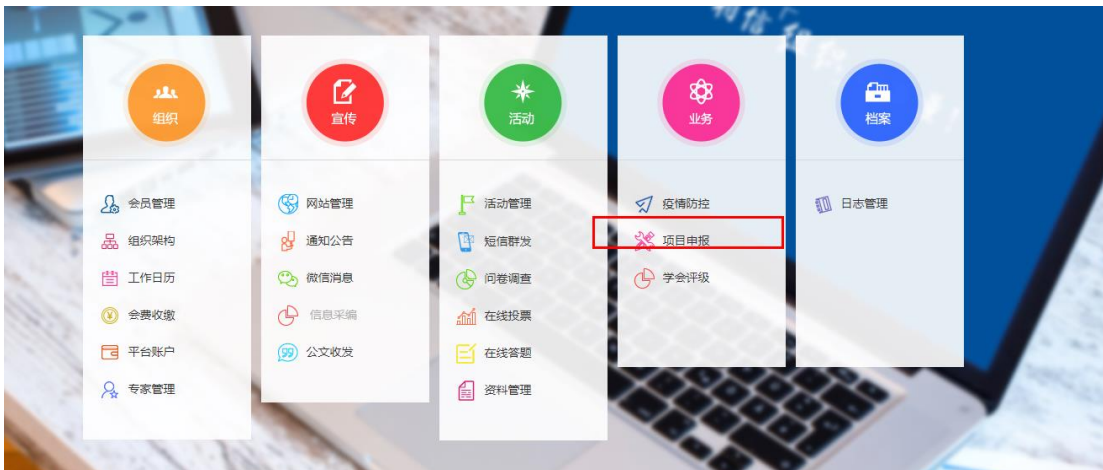 组织
会员管理
组织架构
工作日历
会费收缴
平台账户
专家管理
宣传
网站管理
通知公告
微信消息
信息采编
公文收发
活动
活动管理
短信群发
问卷调查
在线投票
在线答题
资料管理
业务
疫情防控
项目申报
学会评级
档案
日志管理